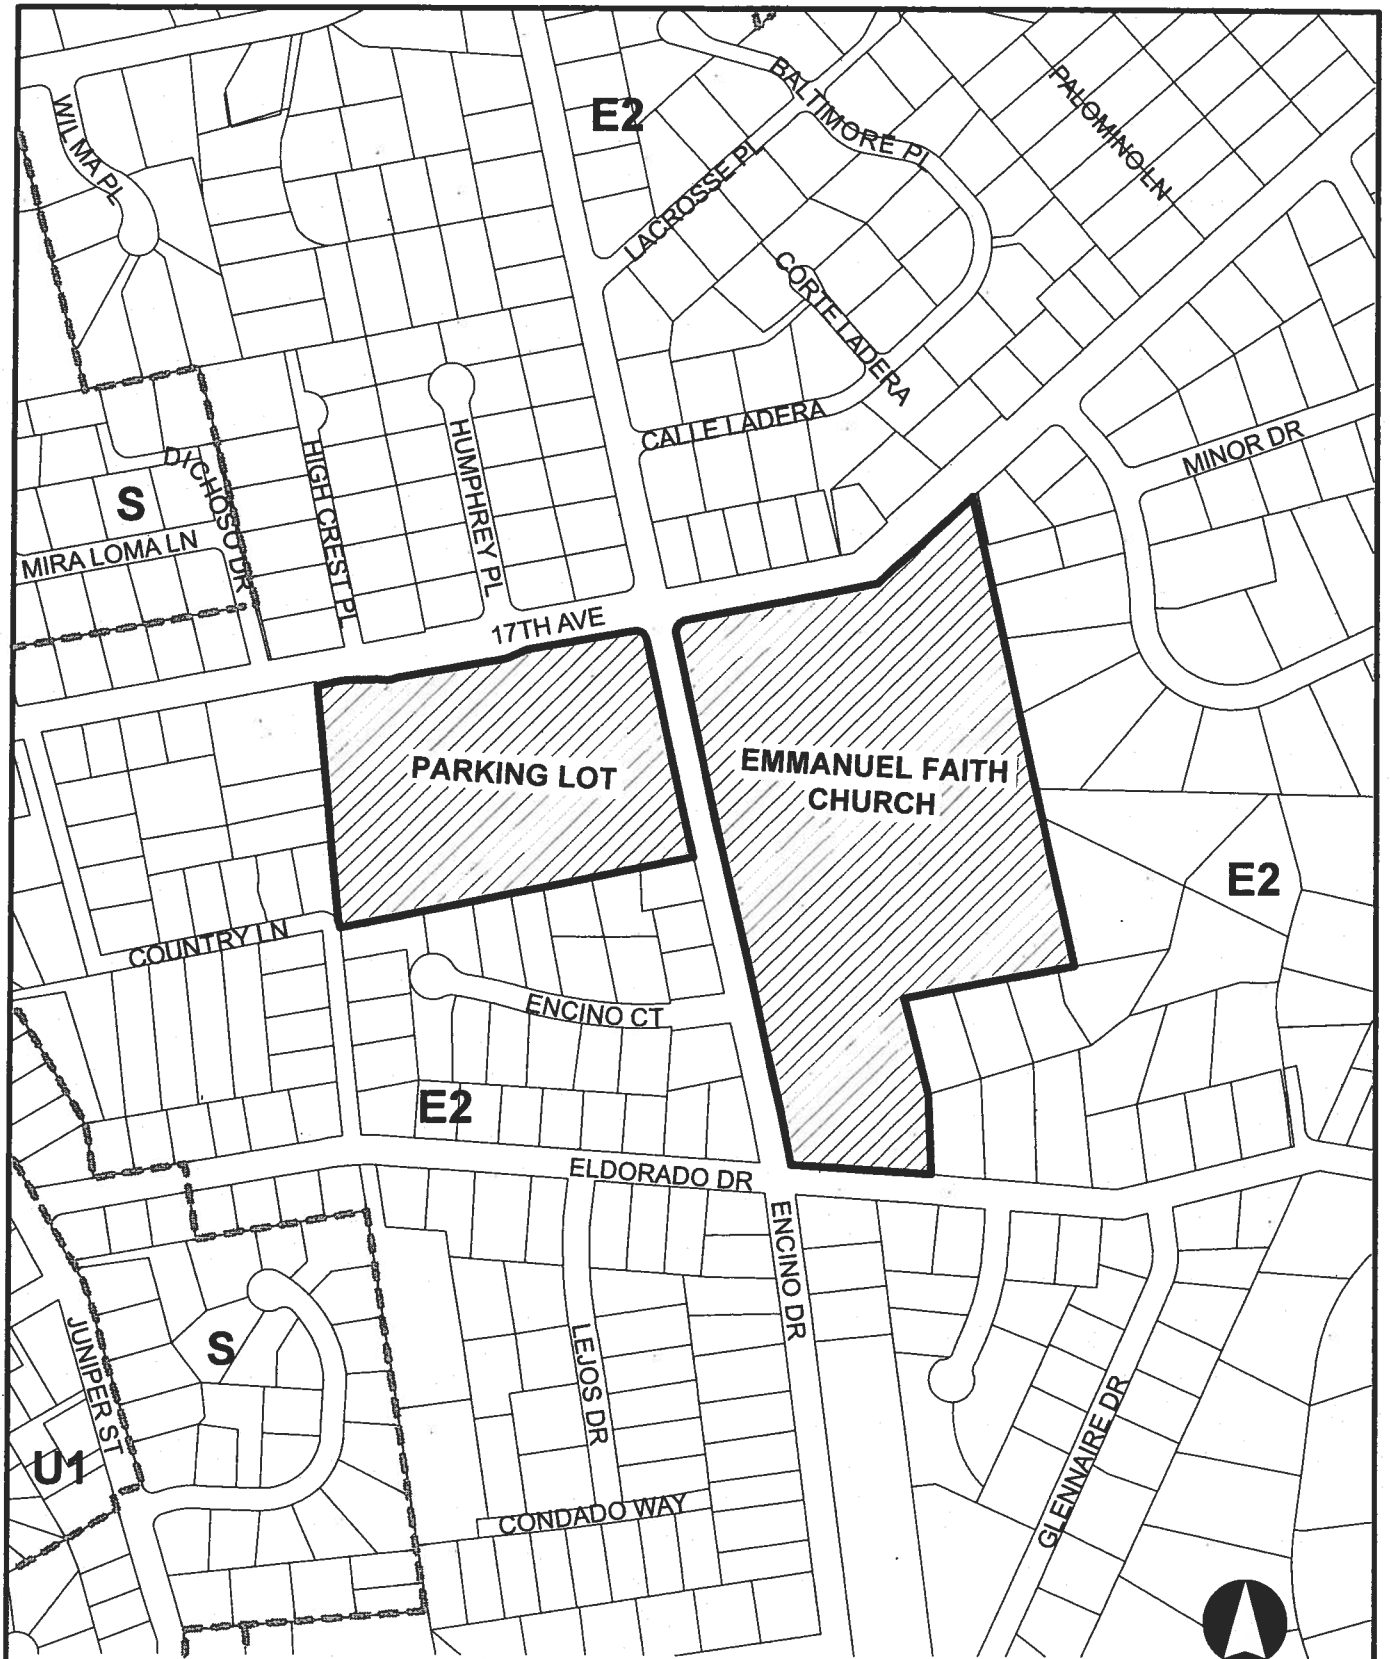 E2
BALTIMORE PL
PALOMINO LN
WILMA PL
LACROSSE PL
CORTE LADERA
CALLE LADERA
MINOR DR
HUMPHREY PL
HIGH CREST PL
DICHOSO DR
S
MIRA LOMA LN
17TH AVE
PARKING LOT
EMMANUEL FAITH
CHURCH
E2
COUNTRY LN
ENCINO CT
E2
ELDORADO DR
ENCINO DR
S
JUNIPER ST
LEJOS DR
GLENNAIRE DR
U1
CONDADO WAY